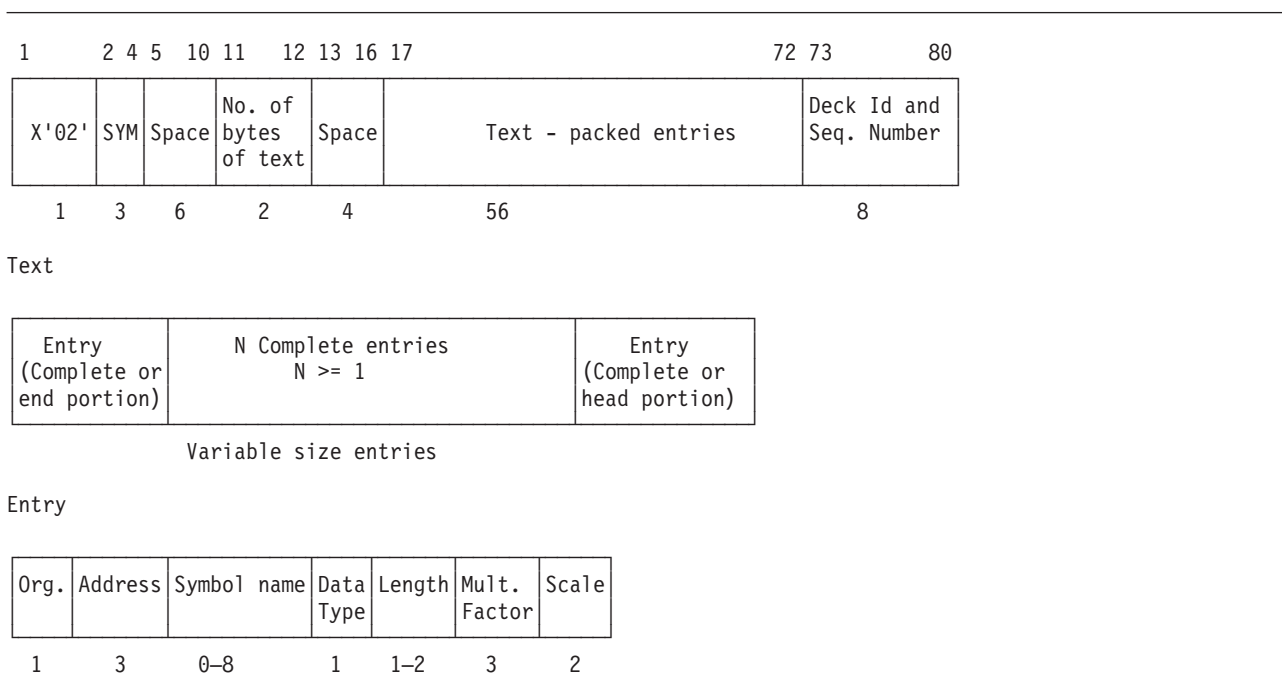 1 2 4 5 10 11 12 13 16 17 72 73 80
No. of Deck Id and
X'02' SYM Space bytes Space Text - packed entries Seq. Number
of text
1 3 6 2 4 56 8
Text
Entry N Complete entries Entry
(Complete or N >= 1 (Complete or
end portion) head portion)
Variable size entries
Entry
Org. Address Symbol name Data Length Mult. Scale
Type Factor
1 3 0–8 1 1–2 3 2